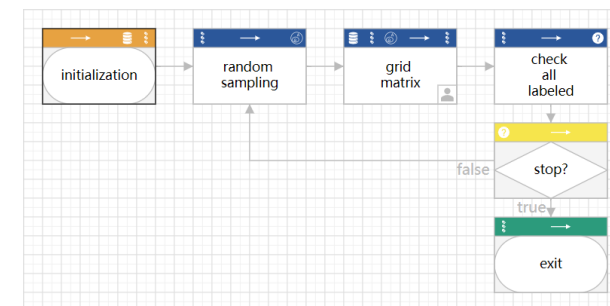 initialization
random
sampling
grid
matrix
check
all
labeled
false
stop?
true
exit